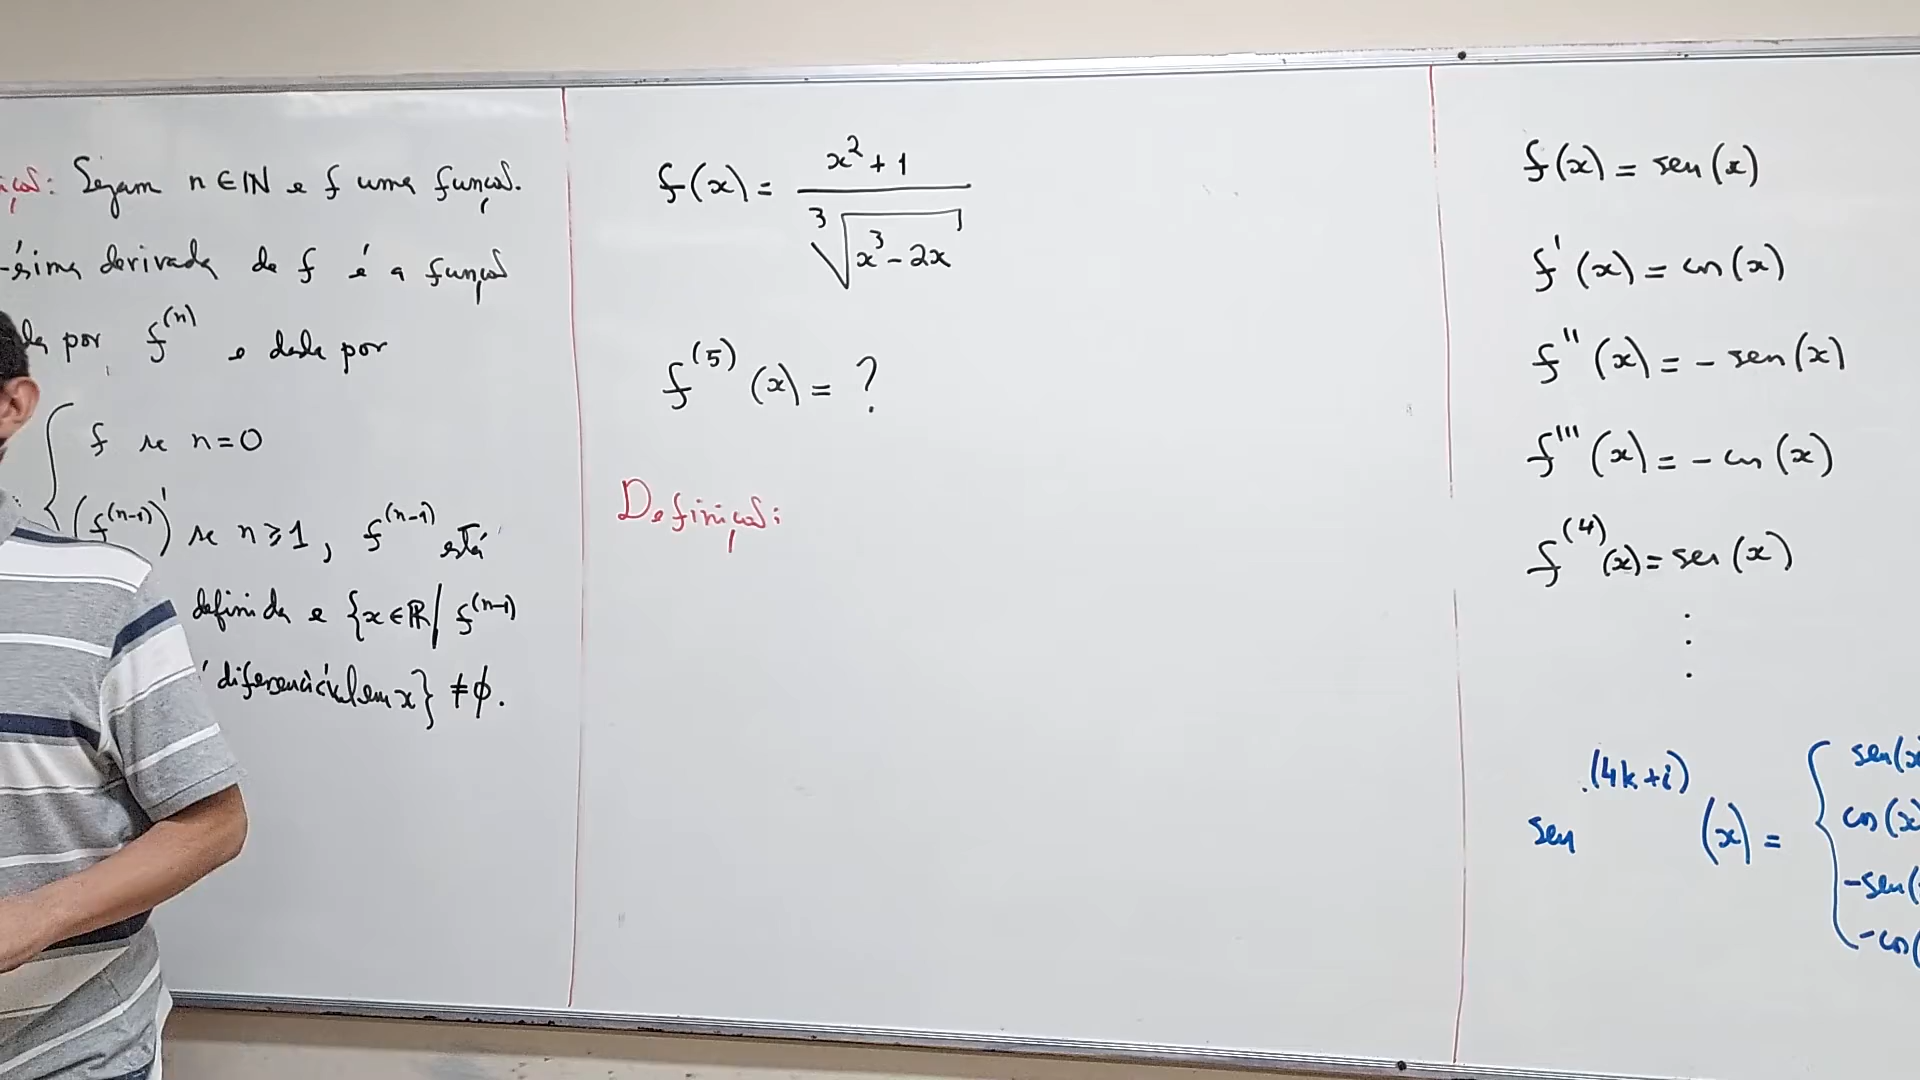 ição: Sejam n ∈ ℕ e f uma função.
-ésima derivada de f é a função
da por f^(n) e dada por
{ f se n=0
(f^(n-1))' se n≥1, f^(n-1) está
definida e {x∈ℝ/ f^(n-1)
é diferenciável em x} ≠ ∅.
f(x) = (x²+1)/∛(x³-2x)
f^(5)(x) = ?
Definição:
f(x) = sen(x)
f'(x) = cos(x)
f''(x) = - sen(x)
f'''(x) = - cos(x)
f^(4)(x) = sen(x)
⋮
sen^(4k+i)(x) = { sen(x
cos(x)
-sen(
-cos(